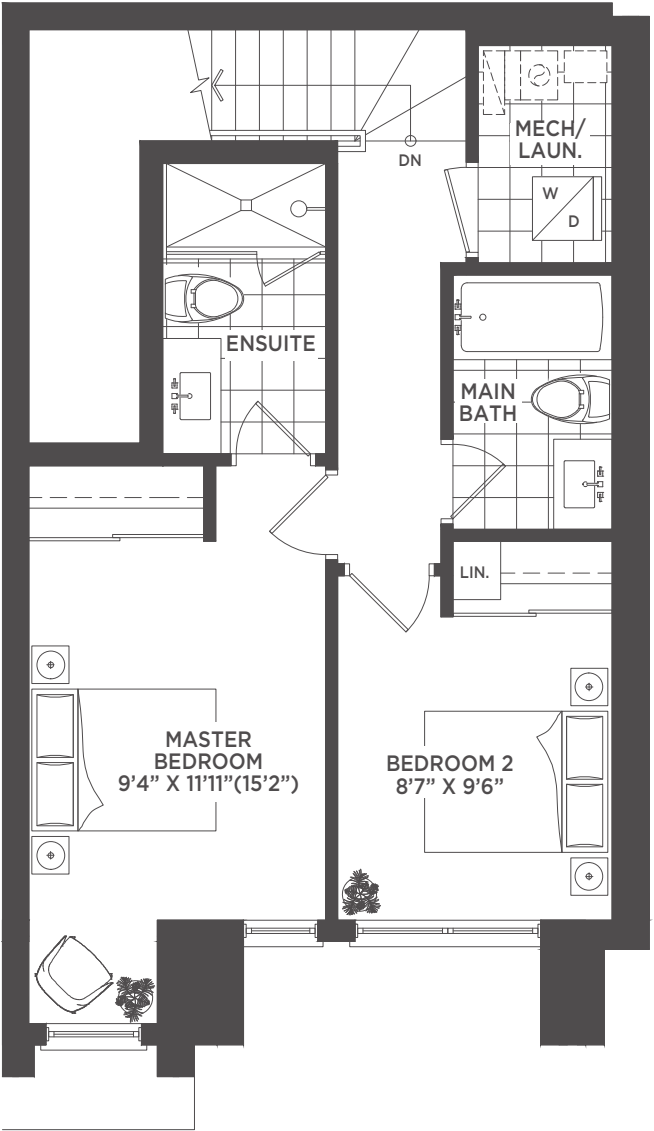 MECH/
LAUN.
DN
W
D
ENSUITE
MAIN
BATH
LIN.
MASTER
BEDROOM
9’4” X 11’11”(15’2”)
BEDROOM 2
8’7” X 9’6”